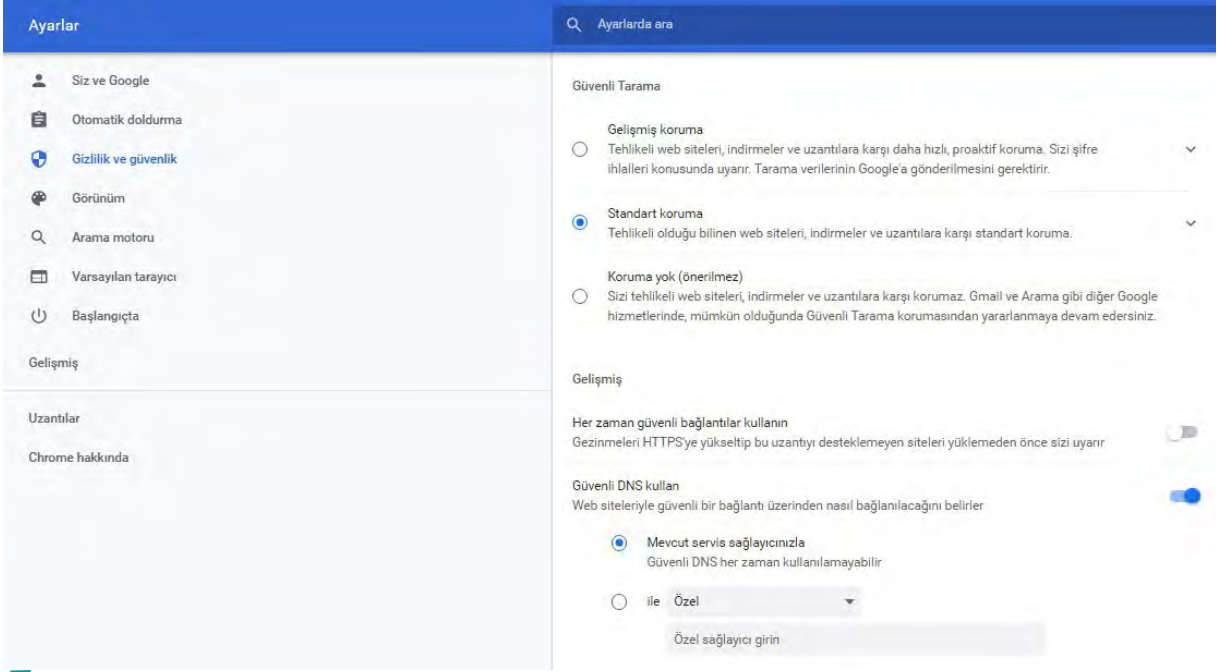 Ayarlar
Ayarlarda ara
Siz ve Google
Otomatik doldurma
Gizlilik ve güvenlik
Görünüm
Arama motoru
Varsayılan tarayıcı
Başlangıçta
Gelişmiş
Uzantılar
Chrome hakkında
Güvenli Tarama
Gelişmiş koruma
Tehlikeli web siteleri, indirmeler ve uzantılara karşı daha hızlı, proaktif koruma. Sizi şifre
ihlalleri konusunda uyarır. Tarama verilerinin Google'a gönderilmesini gerektirir.
Standart koruma
Tehlikeli olduğu bilinen web siteleri, indirmeler ve uzantılara karşı standart koruma.
Koruma yok (önerilmez)
Sizi tehlikeli web siteleri, indirmeler ve uzantılara karşı korumaz. Gmail ve Arama gibi diğer Google
hizmetlerinde, mümkün olduğunda Güvenli Tarama korumasından yararlanmaya devam edersiniz.
Gelişmiş
Her zaman güvenli bağlantılar kullanın
Gezinmeleri HTTPS'ye yükseltip bu uzantıyı desteklemeyen siteleri yüklemeden önce sizi uyarır
Güvenli DNS kullan
Web siteleriyle güvenli bir bağlantı üzerinden nasıl bağlanılacağını belirler
Mevcut servis sağlayıcınızla
Güvenli DNS her zaman kullanılamayabilir
ile Özel
Özel sağlayıcı girin